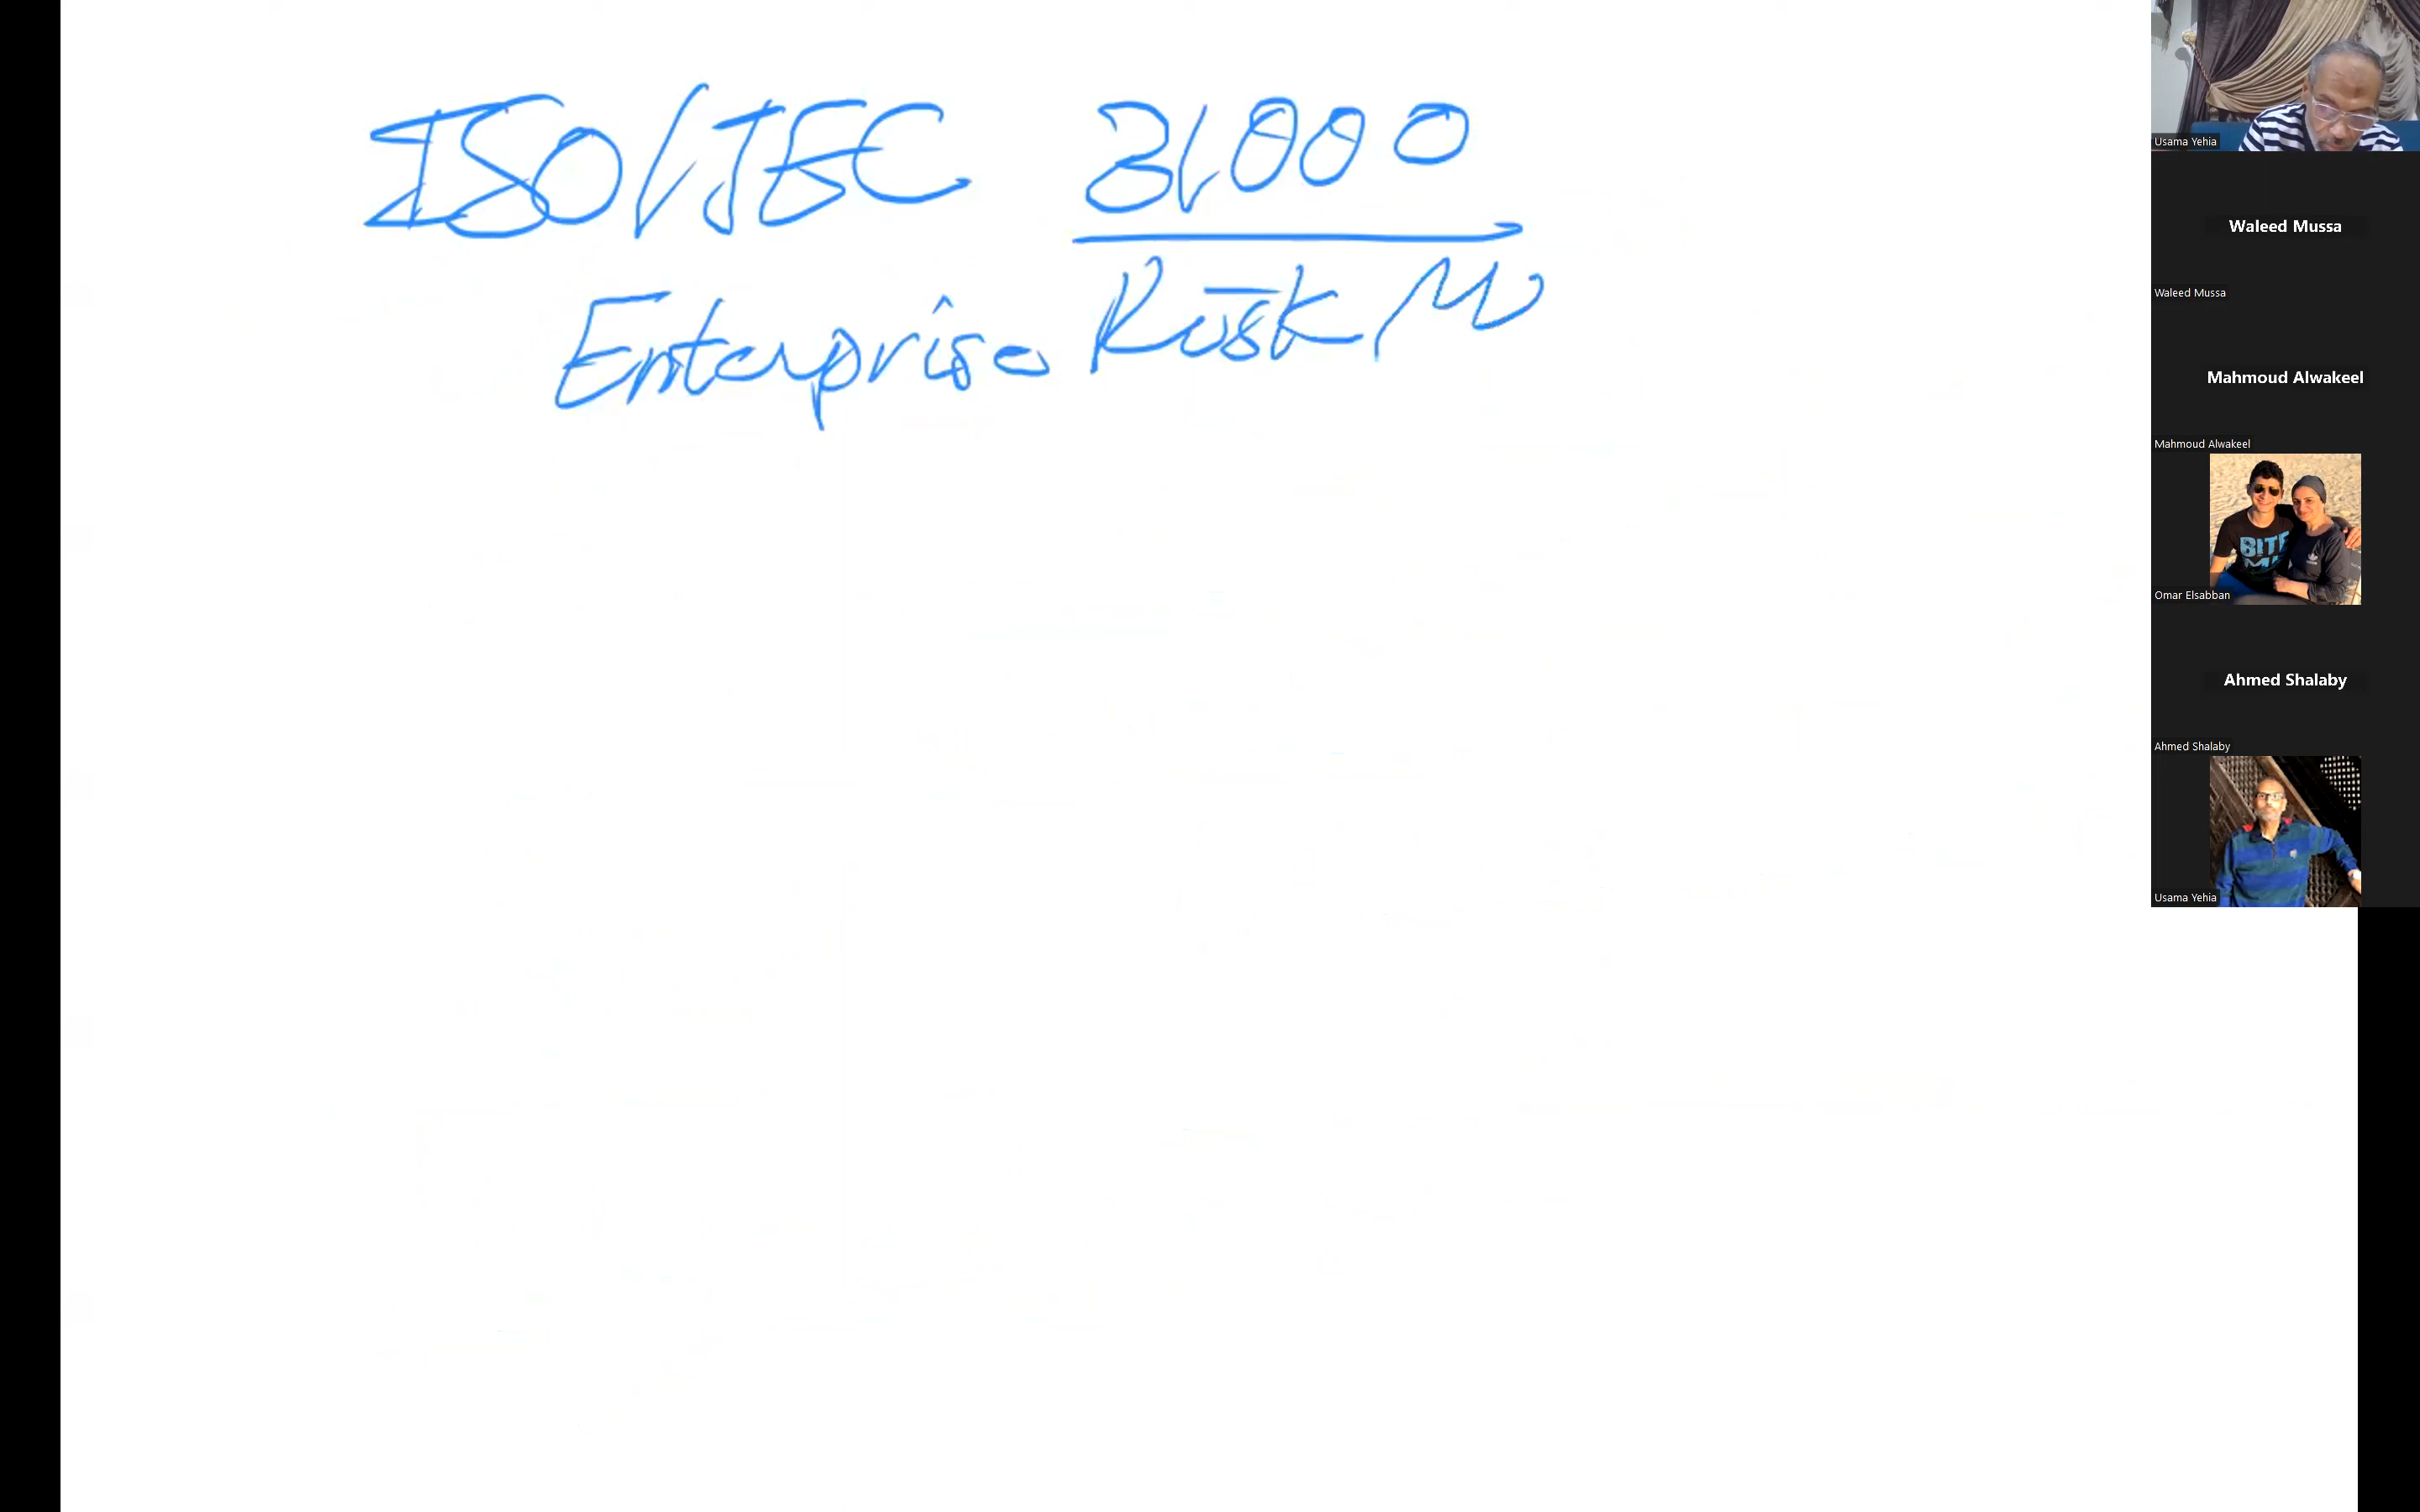 ISO/IEC 31000
Enterprise Risk M
Usama Yehia
Waleed Mussa
Waleed Mussa
Mahmoud Alwakeel
Mahmoud Alwakeel
BITE
Omar Elsabban
Ahmed Shalaby
Ahmed Shalaby
Usama Yehia